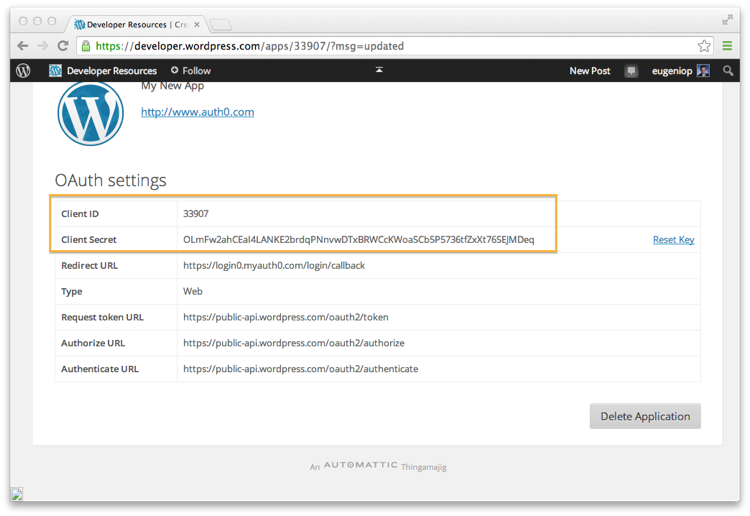 Developer Resources | Cre
https://developer.wordpress.com/apps/33907/?msg=updated
Developer Resources Follow New Post eugeniop
My New App
http://www.auth0.com
OAuth settings
Client ID 33907
Client Secret OLmFw2ahCEaI4LANKE2brdqPNnvwDTxBRWCcKWoaSCb5P5736tfZxXt76SEJMDeq Reset Key
Redirect URL https://login0.myauth0.com/login/callback
Type Web
Request token URL https://public-api.wordpress.com/oauth2/token
Authorize URL https://public-api.wordpress.com/oauth2/authorize
Authenticate URL https://public-api.wordpress.com/oauth2/authenticate
Delete Application
An AUTOMATTIC Thingamajig